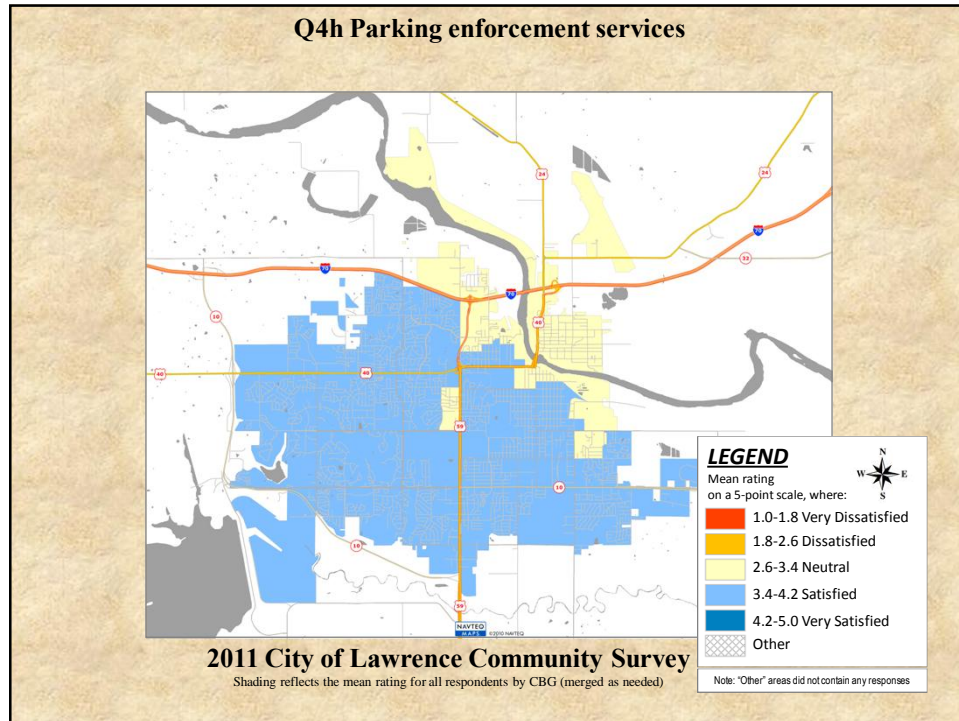 Q4h Parking enforcement services
24
24
70
70
32
70
10
40
40
40
59
10
10
59
NAVTEQ
MAPS
©2010 NAVTEQ
LEGEND
N
W E
S
Mean rating
on a 5-point scale, where:
1.0-1.8 Very Dissatisfied
1.8-2.6 Dissatisfied
2.6-3.4 Neutral
3.4-4.2 Satisfied
4.2-5.0 Very Satisfied
Other
2011 City of Lawrence Community Survey
Shading reflects the mean rating for all respondents by CBG (merged as needed)
Note: "Other" areas did not contain any responses